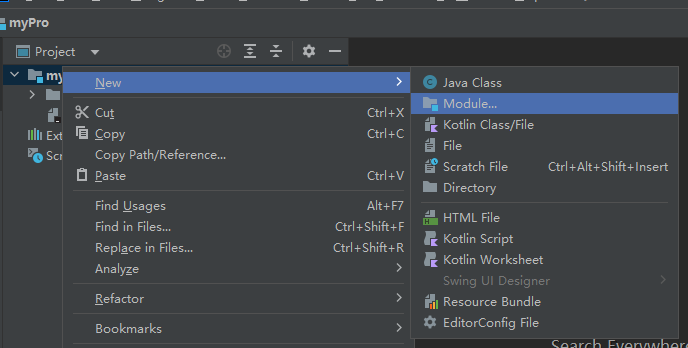 myPro
Project
my
New
Cut Ctrl+X
Copy Ctrl+C
Copy Path/Reference...
Paste Ctrl+V
Find Usages Alt+F7
Find in Files... Ctrl+Shift+F
Replace in Files... Ctrl+Shift+R
Analyze
Refactor
Bookmarks
Ext
Scr
Java Class
Module...
Kotlin Class/File
File
Scratch File Ctrl+Alt+Shift+Insert
Directory
HTML File
Kotlin Script
Kotlin Worksheet
Swing UI Designer
Resource Bundle
EditorConfig File
Search Everywhere